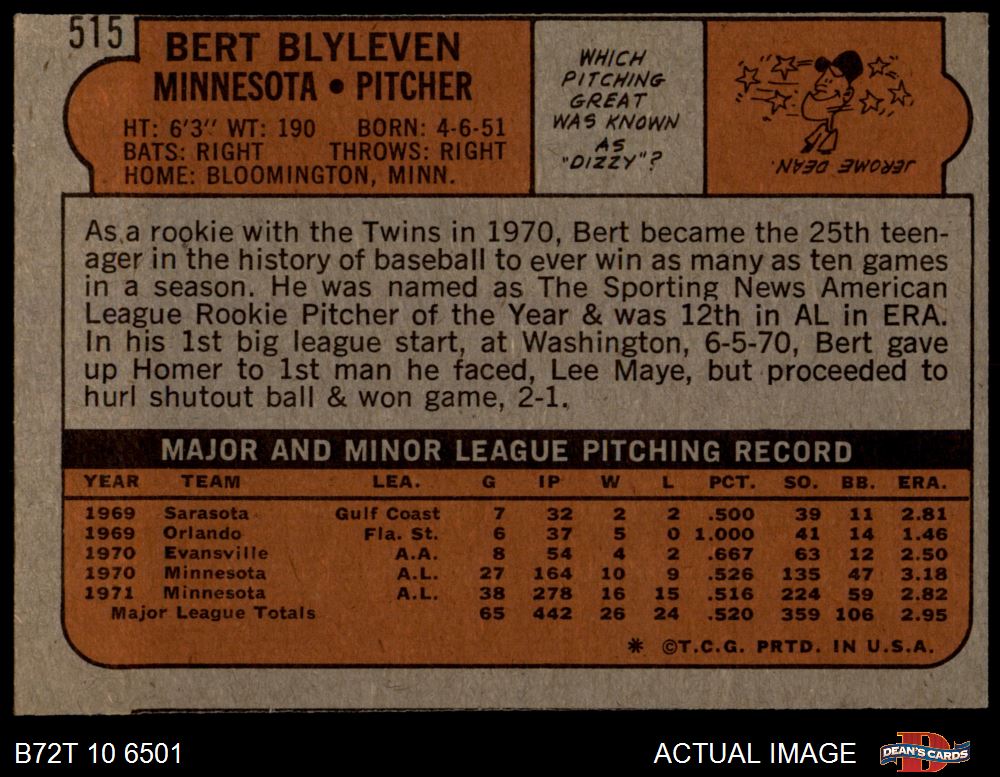 515
BERT BLYLEVEN
MINNESOTA • PITCHER
HT: 6'3" WT: 190 BORN: 4-6-51
BATS: RIGHT THROWS: RIGHT
HOME: BLOOMINGTON, MINN.
WHICH
PITCHING
GREAT
WAS KNOWN
AS
"DIZZY"?
JEROME DEAN.
As a rookie with the Twins in 1970, Bert became the 25th teen-
ager in the history of baseball to ever win as many as ten games
in a season. He was named as The Sporting News American
League Rookie Pitcher of the Year & was 12th in AL in ERA.
In his 1st big league start, at Washington, 6-5-70, Bert gave
up Homer to 1st man he faced, Lee Maye, but proceeded to
hurl shutout ball & won game, 2-1.
MAJOR AND MINOR LEAGUE PITCHING RECORD
YEAR TEAM LEA. G IP W L PCT. SO. BB. ERA.
1969 Sarasota Gulf Coast 7 32 2 2 .500 39 11 2.81
1969 Orlando Fla. St. 6 37 5 0 1.000 41 14 1.46
1970 Evansville A.A. 8 54 4 2 .667 63 12 2.50
1970 Minnesota A.L. 27 164 10 9 .526 135 47 3.18
1971 Minnesota A.L. 38 278 16 15 .516 224 59 2.82
Major League Totals 65 442 26 24 .520 359 106 2.95
* ©T.C.G. PRTD. IN U.S.A.
B72T 10 6501
ACTUAL IMAGE
DEAN'S CARDS